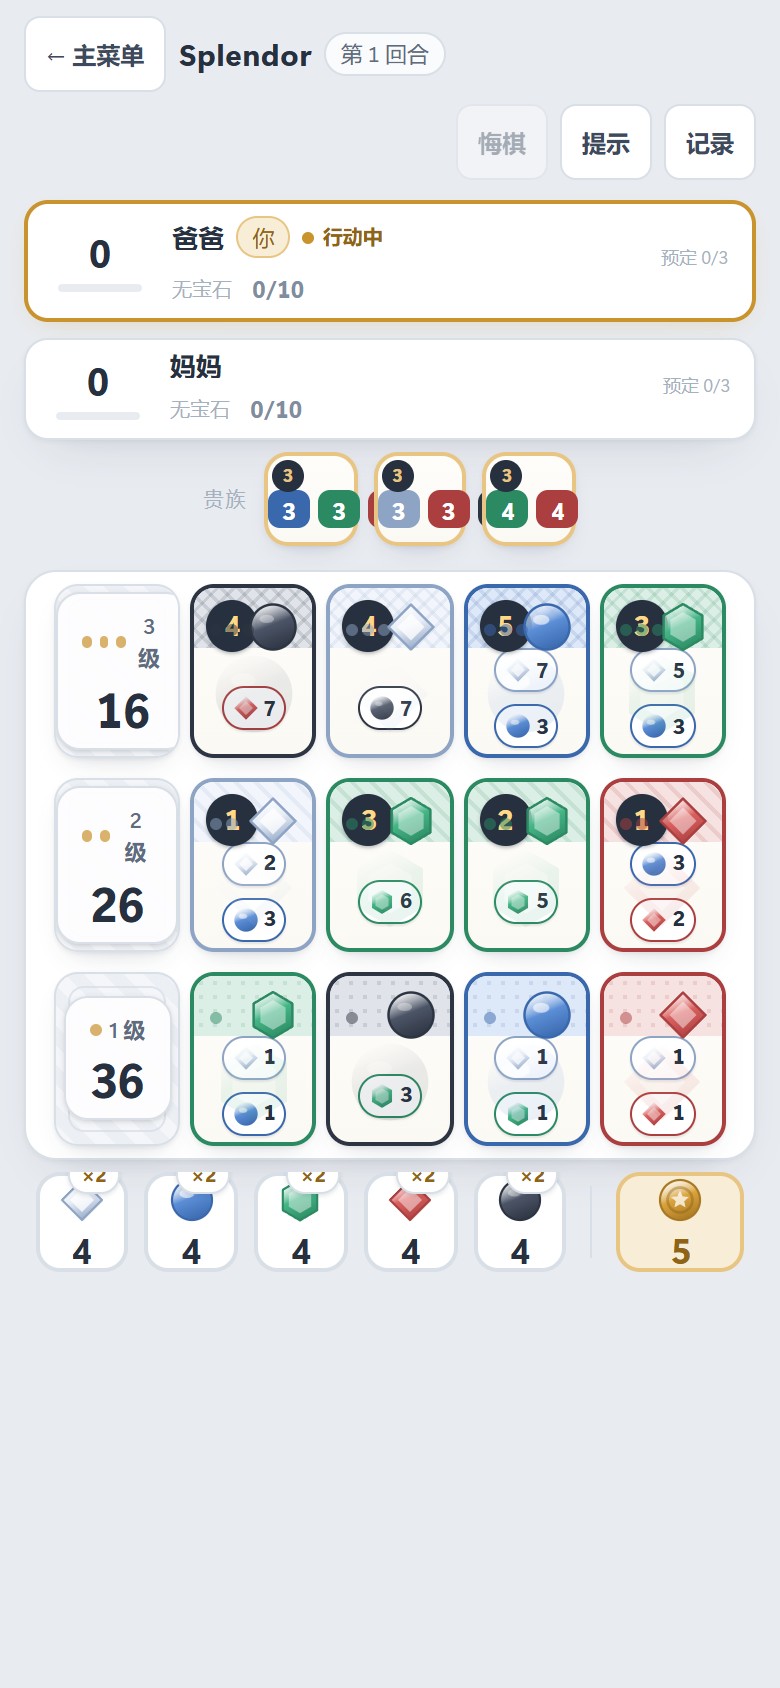 ← 主菜单 Splendor 第 1 回合
悔棋 提示 记录
0 爸爸 你 行动中 预定 0/3
无宝石 0/10
0 妈妈 预定 0/3
无宝石 0/10
贵族 3 3 3
3 3 3 3 4 4
3 级 16 4 4 5 3
7 7 7 5
3 3
2 级 26 1 3 2 1
2 6 5 3
3 2
1 级 36
1 3 1 1
1 1 1
×2 ×2 ×2 ×2 ×2
4 4 4 4 4 5